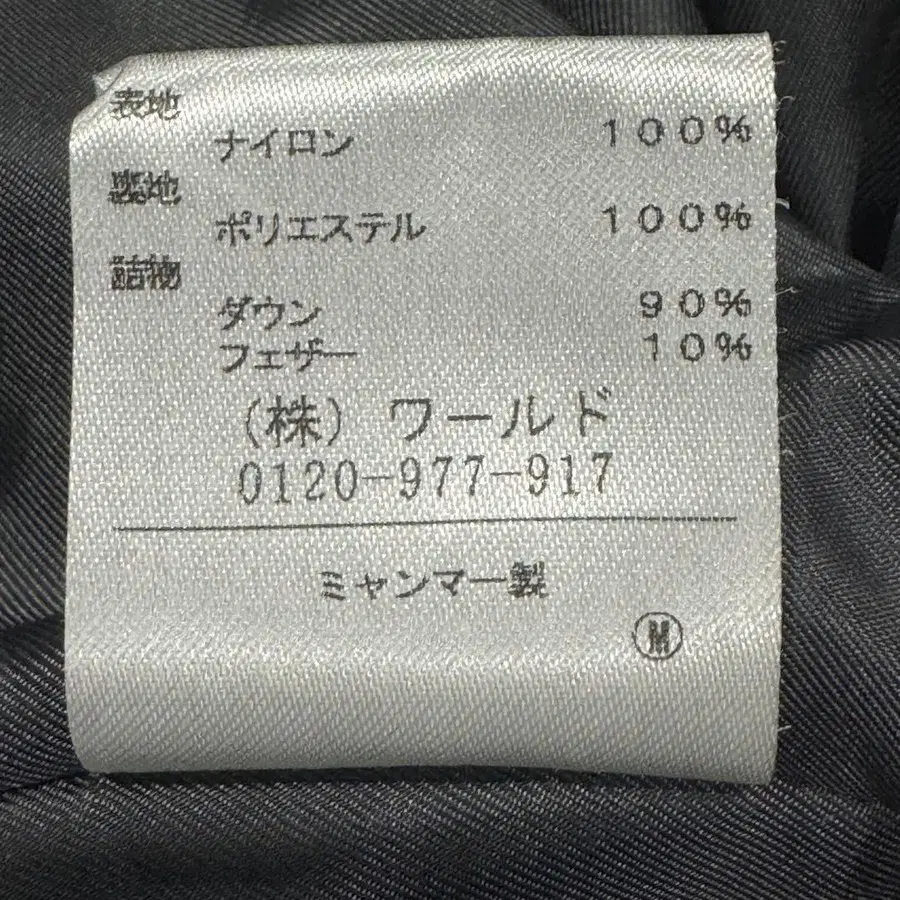 表地
ナイロン 100%
裏地
ポリエステル 100%
詰物
ダウン 90%
フェザー 10%
(株) ワールド
0120-977-917
ミャンマー製
Ⓜ